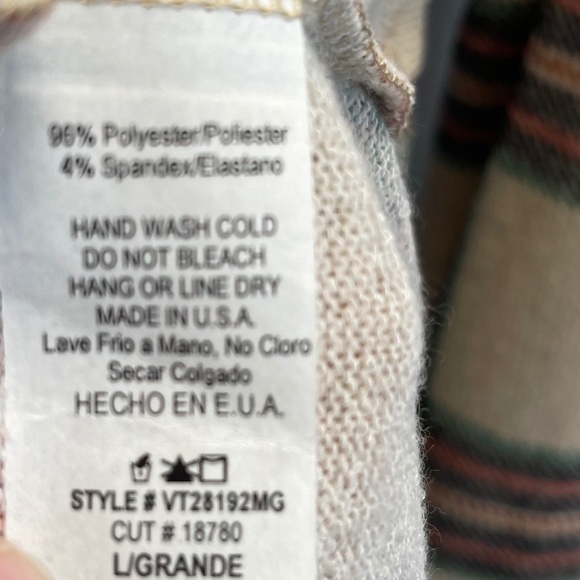 96% Polyester/Poliester
4% Spandex/Elastano
HAND WASH COLD
DO NOT BLEACH
HANG OR LINE DRY
MADE IN U.S.A.
Lave Frio a Mano, No Cloro
Secar Colgado
HECHO EN E.U.A.
STYLE # VT28192MG
CUT # 18780
L/GRANDE